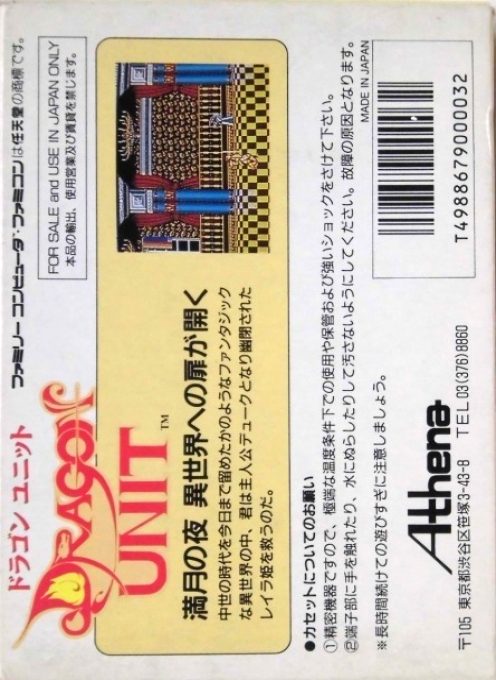 ドラゴン ユニット
DRAGON
UNIT™
ファミリーコンピュータ・ファミコンは任天堂の商標です。
FOR SALE and USE IN JAPAN ONLY
本品の輸出、使用営業及び賃貸を禁じます。
満月の夜 異世界への扉が開く
中世の時代を今日まで留めたかのようなファンタジック
な異世界の中、君は主人公デュークとなり幽閉された
レイラ姫を救うのだ。
●カセットについてのお願い
①精密機器ですので、極端な温度条件下での使用や保管および強いショックをさけて下さい。
②端子部に手を触れたり、水にぬらしたりして汚さないようにしてください。故障の原因となります。
※長時間続けての遊びすぎに注意しましょう。
MADE IN JAPAN
T4988679000032
Athena
〒105 東京都渋谷区笹塚3-43-8 TEL 03(376)8860